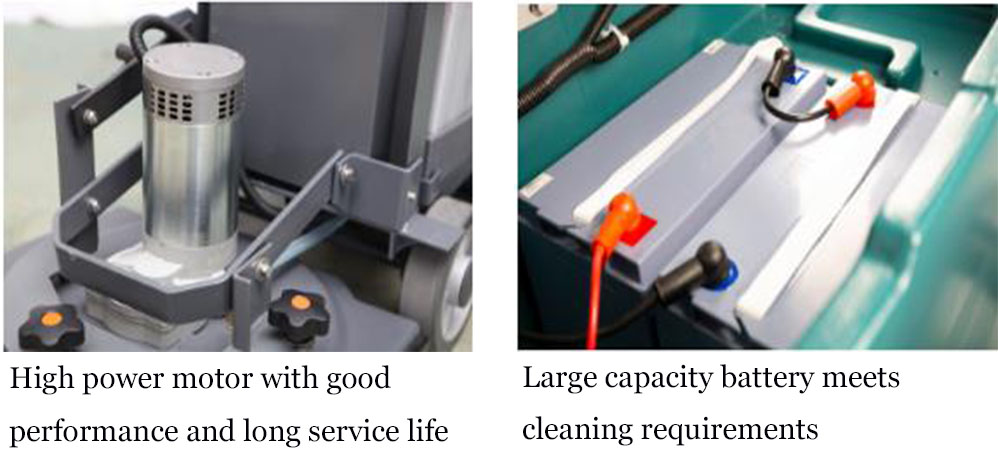 High power motor with good
performance and long service life
Large capacity battery meets
cleaning requirements